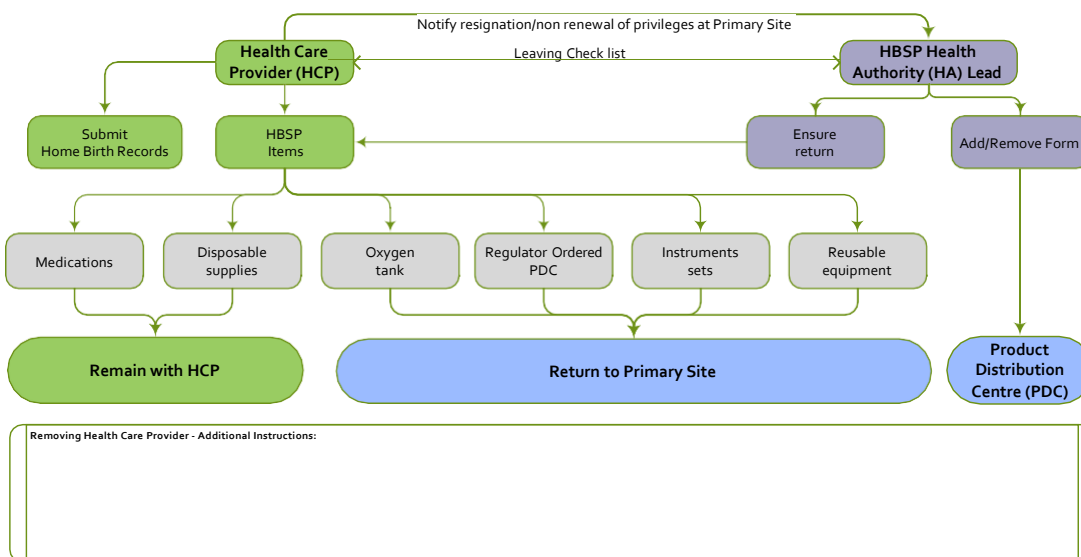 Notify resignation/non renewal of privileges at Primary Site
Health Care
Provider (HCP)
Leaving Check list
HBSP Health
Authority (HA) Lead
Submit
Home Birth Records
HBSP
Items
Ensure
return
Add/Remove Form
Medications
Disposable
supplies
Oxygen
tank
Regulator Ordered
PDC
Instruments
sets
Reusable
equipment
Remain with HCP
Return to Primary Site
Product
Distribution
Centre (PDC)
Removing Health Care Provider - Additional Instructions: